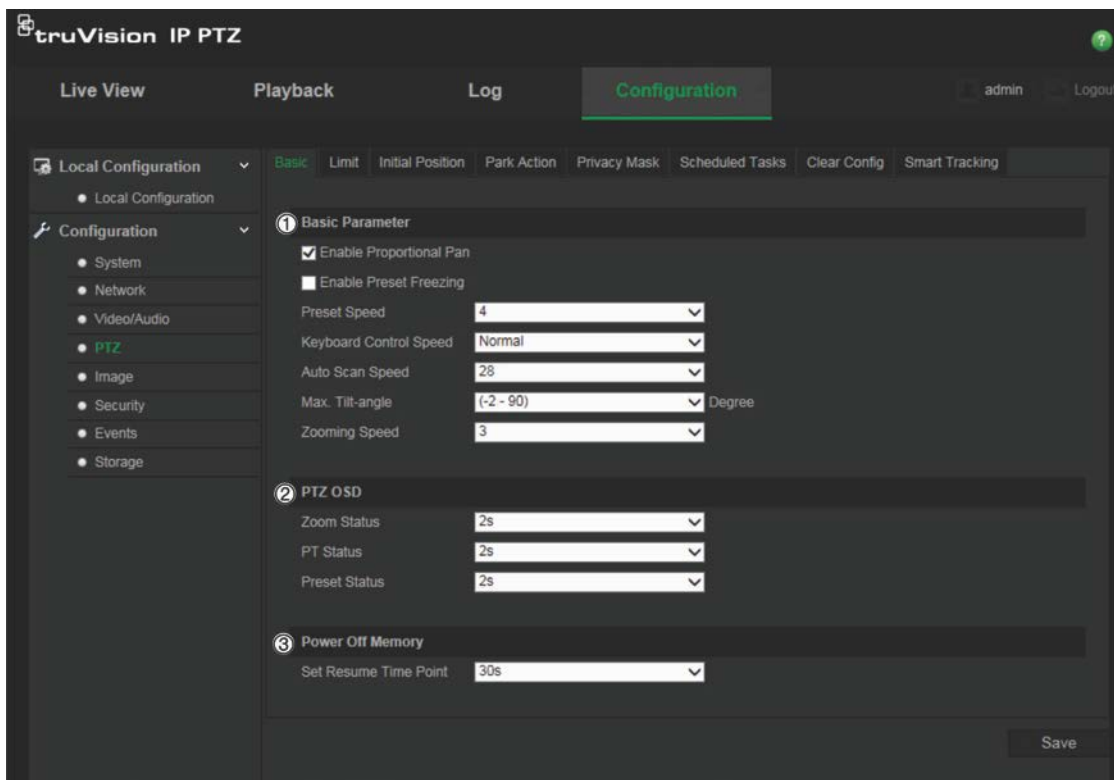 truVision IP PTZ
?
Live View Playback Log Configuration admin Logou
Local Configuration
Local Configuration
Configuration
System
Network
Video/Audio
PTZ
Image
Security
Events
Storage
Basic Limit Initial Position Park Action Privacy Mask Scheduled Tasks Clear Config Smart Tracking
① Basic Parameter
Enable Proportional Pan
Enable Preset Freezing
Preset Speed 4
Keyboard Control Speed Normal
Auto Scan Speed 28
Max. Tilt-angle (-2 - 90) Degree
Zooming Speed 3
② PTZ OSD
Zoom Status 2s
PT Status 2s
Preset Status 2s
③ Power Off Memory
Set Resume Time Point 30s
Save